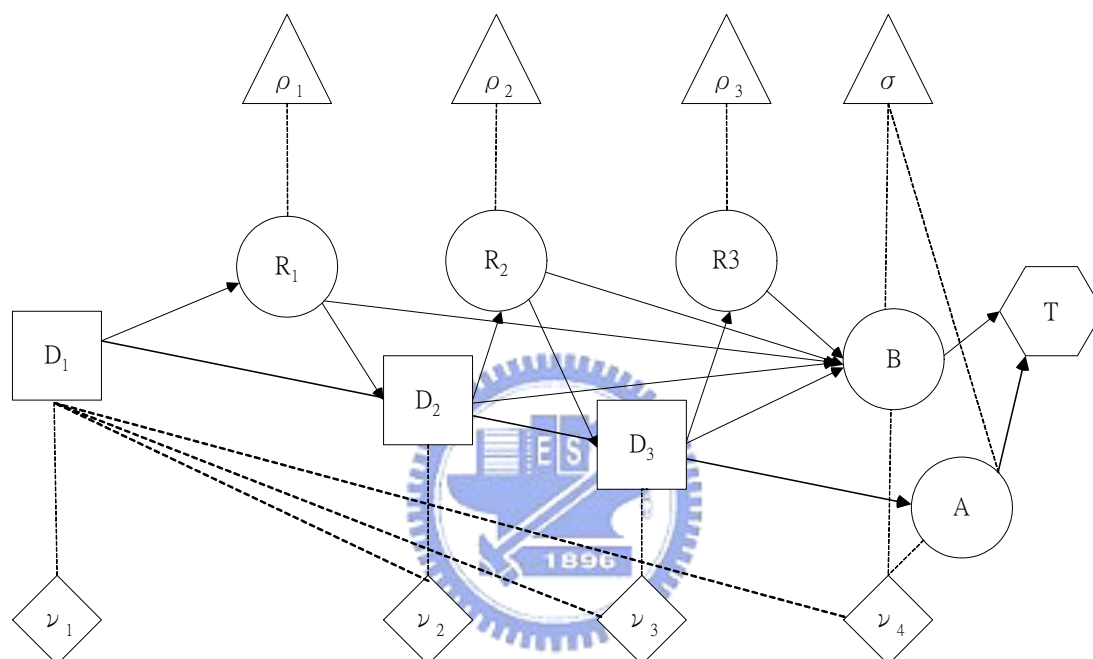 ρ₁ ρ₂ ρ₃ σ
R₁ R₂ R3
T
D₁ B
D₂
D₃
E S
A
1896
ν₁ ν₂ ν₃ ν₄